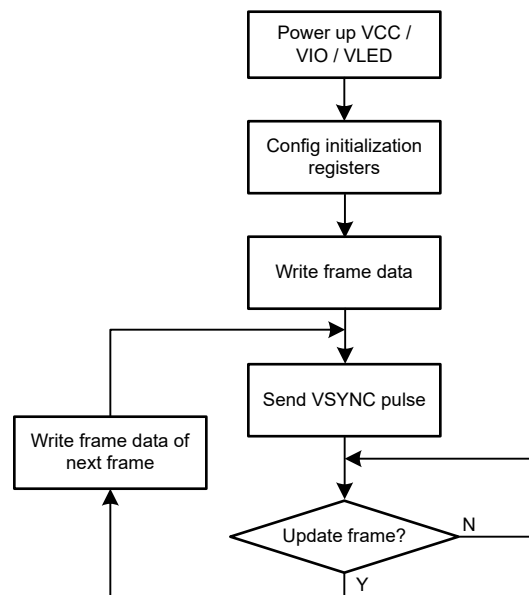 Power up VCC /
VIO / VLED
Config initialization
registers
Write frame data
Send VSYNC pulse
Write frame data of
next frame
Update frame?
N
Y